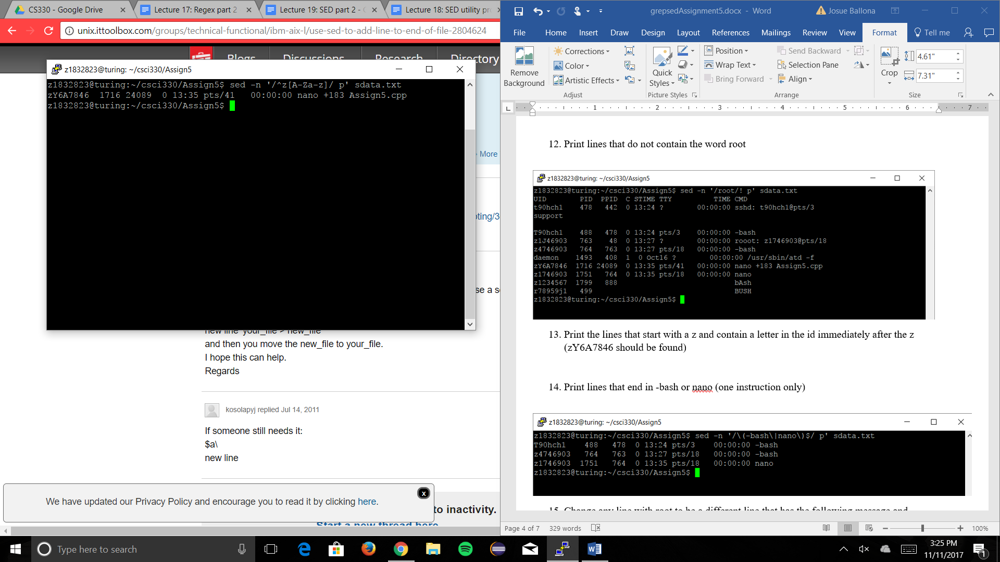 CS330 - Google Drive
Lecture 17: Regex part 2
Lecture 19: SED part 2 -
Lecture 18: SED utility pr
unix.ittoolbox.com/groups/technical-functional/ibm-aix-l/use-sed-to-add-line-to-end-of-file-2804624
Blogs
Discussions
Research
Directory
z1832823@turing: ~/csci330/Assign5
z1832823@turing:~/csci330/Assign5$ sed -n '/^z[A-Za-z]/ p' sdata.txt
zY6A7846  1716 24089  0 13:35 pts/41   00:00:00 nano +183 Assign5.cpp
z1832823@turing:~/csci330/Assign5$
More
ting/3
se a s
new line' your_file > new_file
and then you move the new_file to your_file.
I hope this can help.
Regards
kosolapyj replied Jul 14, 2011
If someone still needs it:
$a\
new line
We have updated our Privacy Policy and encourage you to read it by clicking here.
x
to inactivity.
Start a new thread here
grepsedAssignment5.docx - Word
Josue Ballona
File
Home
Insert
Draw
Design
Layout
References
Mailings
Review
View
Format
Tell me
Remove Background
Corrections
Color
Artistic Effects
Adjust
Quick Styles
Picture Styles
Position
Wrap Text
Bring Forward
Send Backward
Selection Pane
Align
Arrange
Crop
4.61"
7.31"
Size
1 2 3 4 5 6 7
12. Print lines that do not contain the word root
z1832823@turing: ~/csci330/Assign5
z1832823@turing:~/csci330/Assign5$ sed -n '/root/! p' sdata.txt
UID        PID  PPID  C STIME TTY          TIME CMD
t90hch1    478   442  0 13:24 ?        00:00:00 sshd: t90hch1@pts/3
support
T90hch1    488   478  0 13:24 pts/3    00:00:00 -bash
z1J46903   763    48  0 13:27 ?        00:00:00 rooot: z1746903@pts/18
z4746903   764   763  0 13:27 pts/18   00:00:00 -bash
daemon    1493   408  1  0 Oct16 ?        00:00:00 /usr/sbin/atd -f
zY6A7846  1716 24089  0 13:35 pts/41   00:00:00 nano +183 Assign5.cpp
z1746903  1751   764  0 13:35 pts/18   00:00:00 nano
z1234567  1799   888                            bAsh
r78959j1   499                                  BUSH
z1832823@turing:~/csci330/Assign5$
13. Print the lines that start with a z and contain a letter in the id immediately after the z
(zY6A7846 should be found)
14. Print lines that end in -bash or nano (one instruction only)
z1832823@turing: ~/csci330/Assign5
z1832823@turing:~/csci330/Assign5$ sed -n '/\(-bash\|nano\)$/ p' sdata.txt
T90hch1    488   478  0 13:24 pts/3    00:00:00 -bash
z4746903   764   763  0 13:27 pts/18   00:00:00 -bash
z1746903  1751   764  0 13:35 pts/18   00:00:00 nano
z1832823@turing:~/csci330/Assign5$
15. Change any line with root to be a different line that has the following message and
Page 4 of 7
329 words
100%
Type here to search
3:25 PM
11/11/2017
1